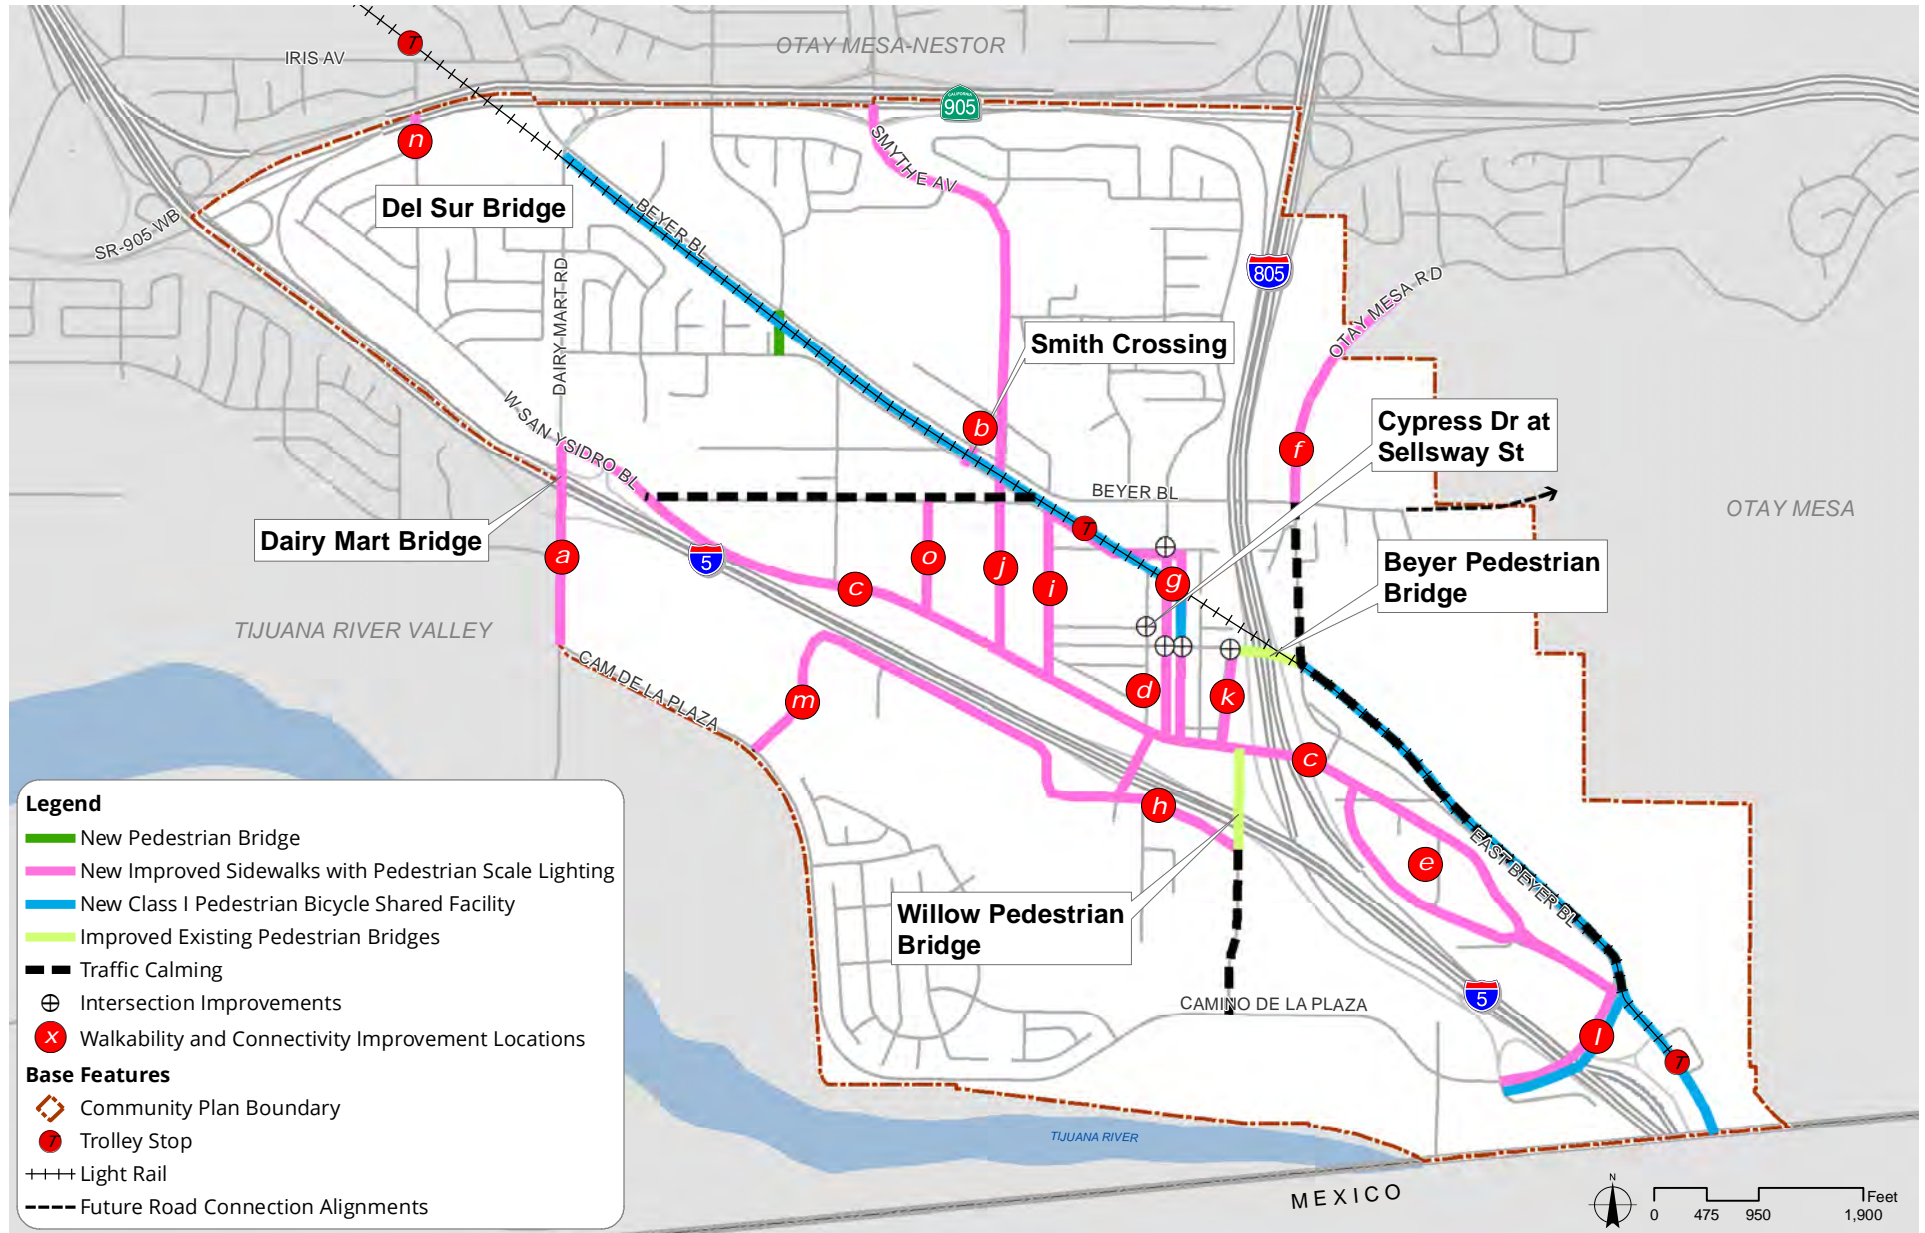 T
IRIS AV
OTAY MESA-NESTOR
CALIFORNIA
905
n
SMYTHE AV
Del Sur Bridge
SR-905 WB
BEYER BL
805
DAIRY MART RD
OTAY MESA RD
Smith Crossing
W SAN YSIDRO BL
b
f
Cypress Dr at
Sellsway St
BEYER BL
OTAY MESA
T
Dairy Mart Bridge
a
5
c
o
j
i
g
Beyer Pedestrian
Bridge
TIJUANA RIVER VALLEY
CAM DE LA PLAZA
m
d
k
c
h
e
EAST BEYER BL
Willow Pedestrian
Bridge
5
CAMINO DE LA PLAZA
l
T
TIJUANA RIVER
MEXICO
Legend
New Pedestrian Bridge
New Improved Sidewalks with Pedestrian Scale Lighting
New Class I Pedestrian Bicycle Shared Facility
Improved Existing Pedestrian Bridges
Traffic Calming
Intersection Improvements
x Walkability and Connectivity Improvement Locations
Base Features
Community Plan Boundary
T Trolley Stop
Light Rail
Future Road Connection Alignments
N
Feet
0 475 950 1,900